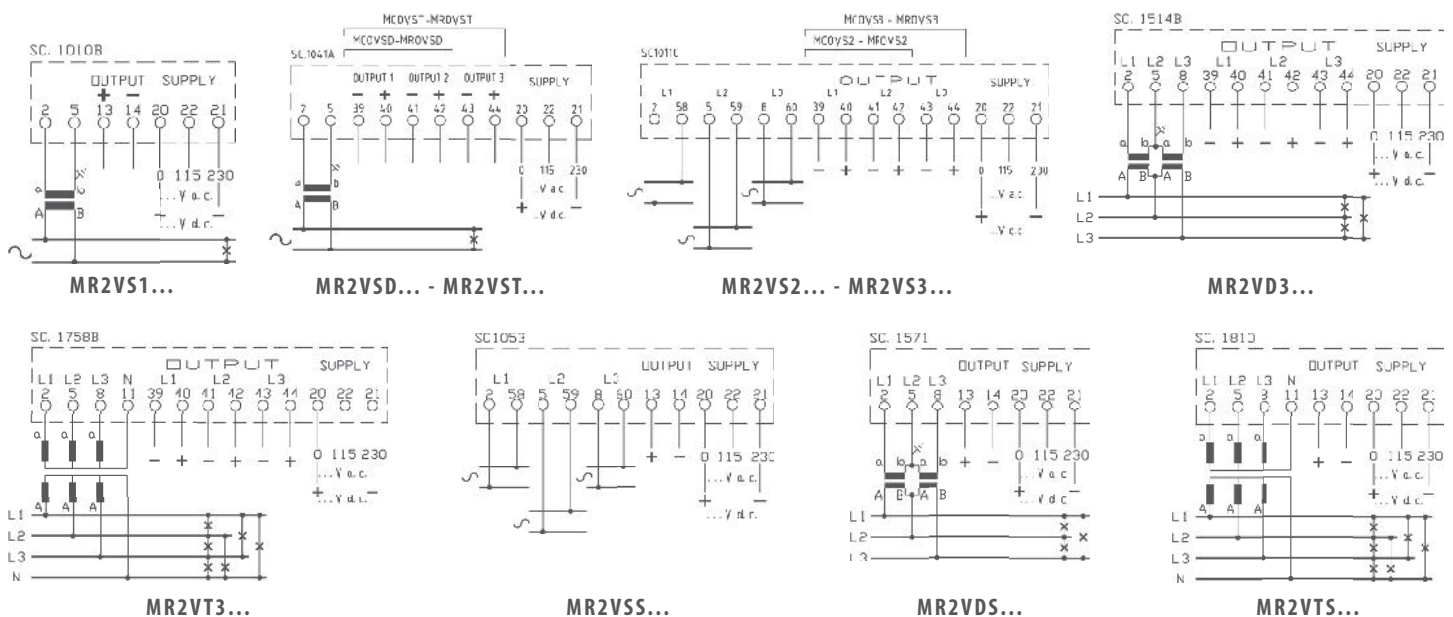 MCOVST-MROVST
MCOVSD-MROVSD
MCOVS3 - MROVS3
MCOVS2 - MROVS2
SC. 1010B
OUTPUT SUPPLY
+ −
2 5 13 14 20 22 21
a b
A B
0 115 230
...V a.c.
− −
...V d.c.
MR2VS1...
SC.1041A
OUTPUT 1 OUTPUT 2 OUTPUT 3 SUPPLY
− + − + − +
5 39 40 41 42 43 44 20 22 21
a b
A B
0 115 230
...V a.c.
+ −
...V d.c.
MR2VSD... - MR2VST...
OUTPUT SUPPLY
L1 L2 L3 L1 L2 L3
2 58 5 59 8 60 39 40 41 42 43 44 20 22 21
− + − + − +
0 115 230
...V a.c.
+ −
MR2VS2... - MR2VS3...
SC. 1514B
OUTPUT SUPPLY
L1 L2 L3 L1 L2 L3
2 5 8 39 40 41 42 43 44 20 22 21
a b a b
− + − + − +
A B A B
0 115 230
...V a.c.
+ −
...V d.c.
L1
L2
L3
MR2VD3...
SC. 1758B
OUTPUT SUPPLY
L1 L2 L3 N L1 L2 L3
2 5 8 11 39 40 41 42 43 44 20 22 21
a a a
− + − + − +
A A A
0 115 230
...V a.c.
+ −
...V d.c.
L1
L2
L3
N
MR2VT3...
SC1053
OUTPUT SUPPLY
L1 L2 L3
2 58 5 59 8 60 13 14 20 22 21
+ −
0 115 230
...V a.c.
+ −
...V d.c.
MR2VSS...
SC. 1571
OUTPUT SUPPLY
L1 L2 L3
2 5 8 13 14 20 22 21
a b a b
+ −
A B A B
0 115 230
...V a.c.
+ −
...V d.c.
L1
L2
L3
MR2VDS...
SC. 1810
OUTPUT SUPPLY
L1 L2 L3 N
2 5 8 11 13 14 20 22 21
a a a
+ −
A A A
0 115 230
...V a.c.
+ −
...V d.c.
L1
L2
L3
N
MR2VTS...